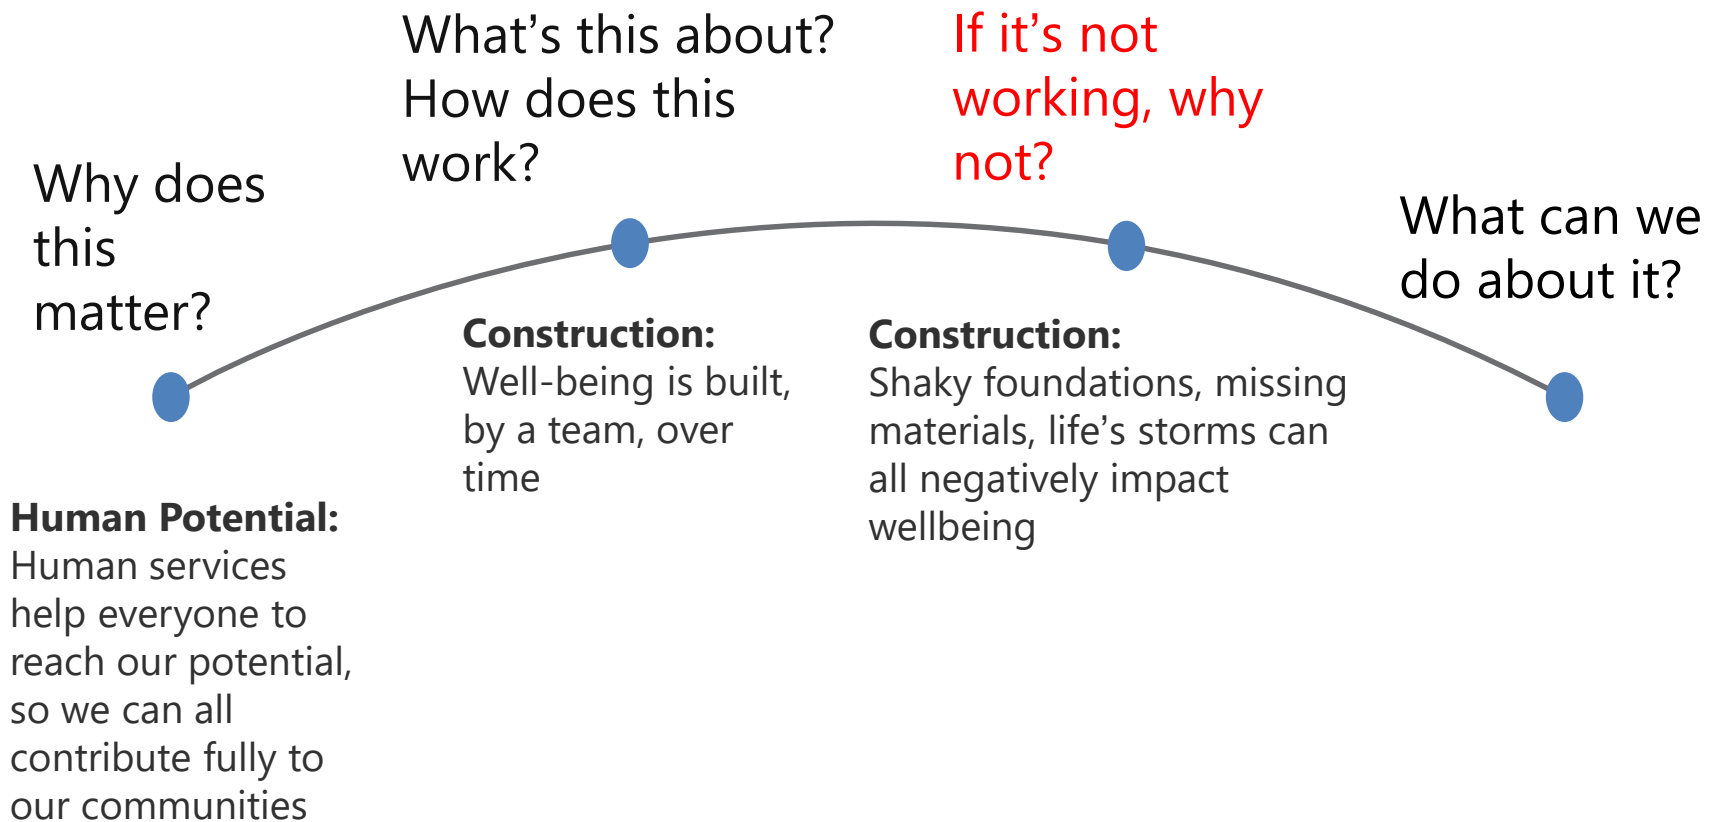 Why does
this
matter?
Human Potential:
Human services
help everyone to
reach our potential,
so we can all
contribute fully to
our communities
What’s this about?
How does this
work?
Construction:
Well-being is built,
by a team, over
time
If it’s not
working, why
not?
Construction:
Shaky foundations, missing
materials, life’s storms can
all negatively impact
wellbeing
What can we
do about it?